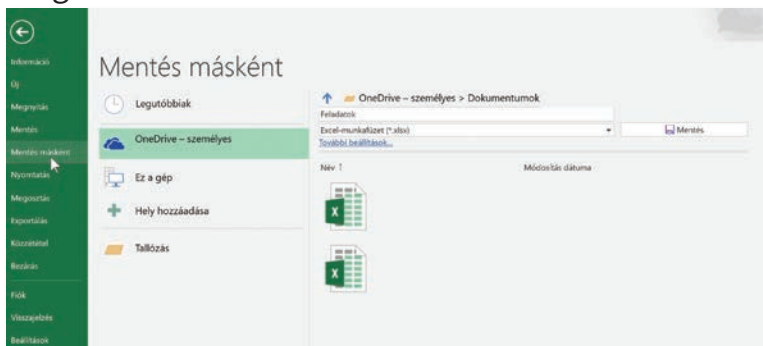 Információ
Új
Megnyitás
Mentés
Mentés másként
Nyomtatás
Megosztás
Exportálás
Közzététel
Bezárás
Fiók
Visszajelzés
Beállítások
Mentés másként
Legutóbbiak
OneDrive – személyes
Ez a gép
Hely hozzáadása
Tallózás
OneDrive – személyes > Dokumentumok
Feladatok
Excel-munkafüzet (*.xlsx)
Mentés
További beállítások...
Név ↑ Módosítás dátuma